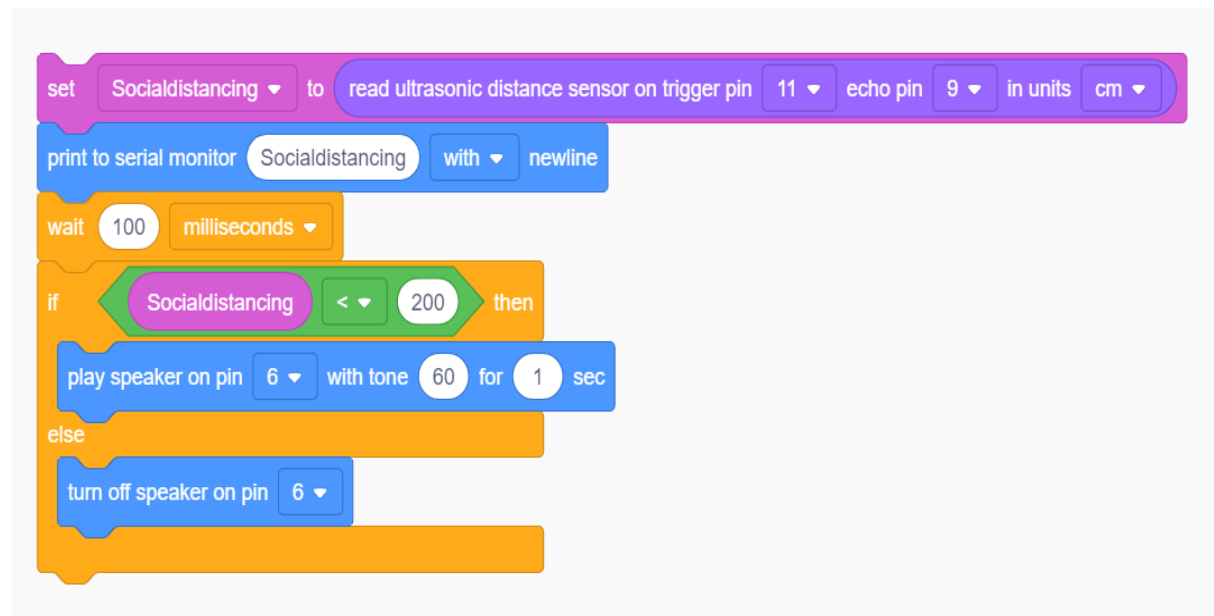 set Socialdistancing to read ultrasonic distance sensor on trigger pin 11 echo pin 9 in units cm
print to serial monitor Socialdistancing with newline
wait 100 milliseconds
if Socialdistancing < 200 then
play speaker on pin 6 with tone 60 for 1 sec
else
turn off speaker on pin 6